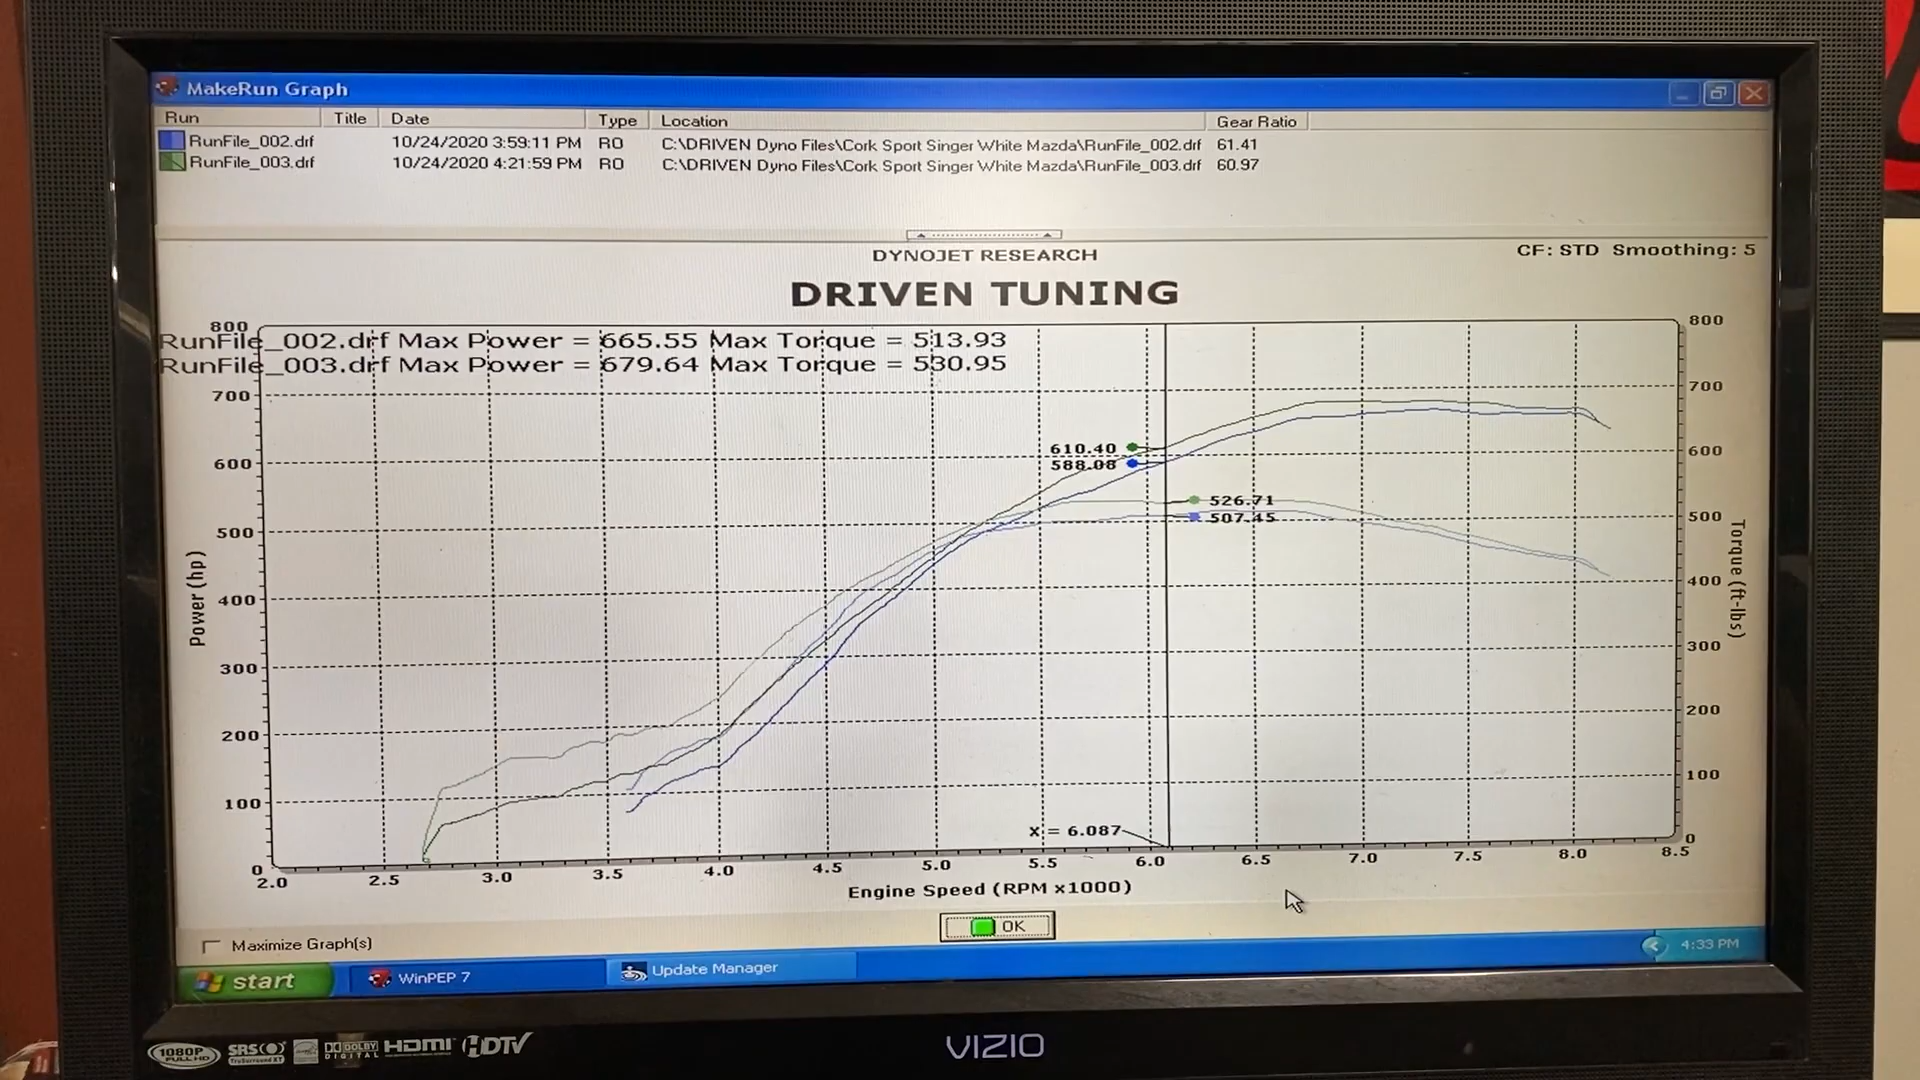 MakeRun Graph
Run Title Date Type Location Gear Ratio
RunFile_002.drf 10/24/2020 3:59:11 PM RO C:\DRIVEN Dyno Files\Cork Sport Singer White Mazda\RunFile_002.drf 61.41
RunFile_003.drf 10/24/2020 4:21:59 PM RO C:\DRIVEN Dyno Files\Cork Sport Singer White Mazda\RunFile_003.drf 60.97
DYNOJET RESEARCH
CF: STD Smoothing: 5
DRIVEN TUNING
RunFile_002.drf Max Power = 665.55 Max Torque = 513.93
RunFile_003.drf Max Power = 679.64 Max Torque = 530.95
800
700
600
500
400
300
200
100
0
Power (hp)
610.40
588.08
526.71
507.45
X = 6.087
800
700
600
500
400
300
200
100
0
Torque (ft-lbs)
2.0 2.5 3.0 3.5 4.0 4.5 5.0 5.5 6.0 6.5 7.0 7.5 8.0 8.5
Engine Speed (RPM x1000)
OK
Maximize Graph(s)
start WinPEP 7 Update Manager 4:33 PM
1080P FULL HD SRS TruSurround XT DOLBY DIGITAL HDMI HDTV
VIZIO